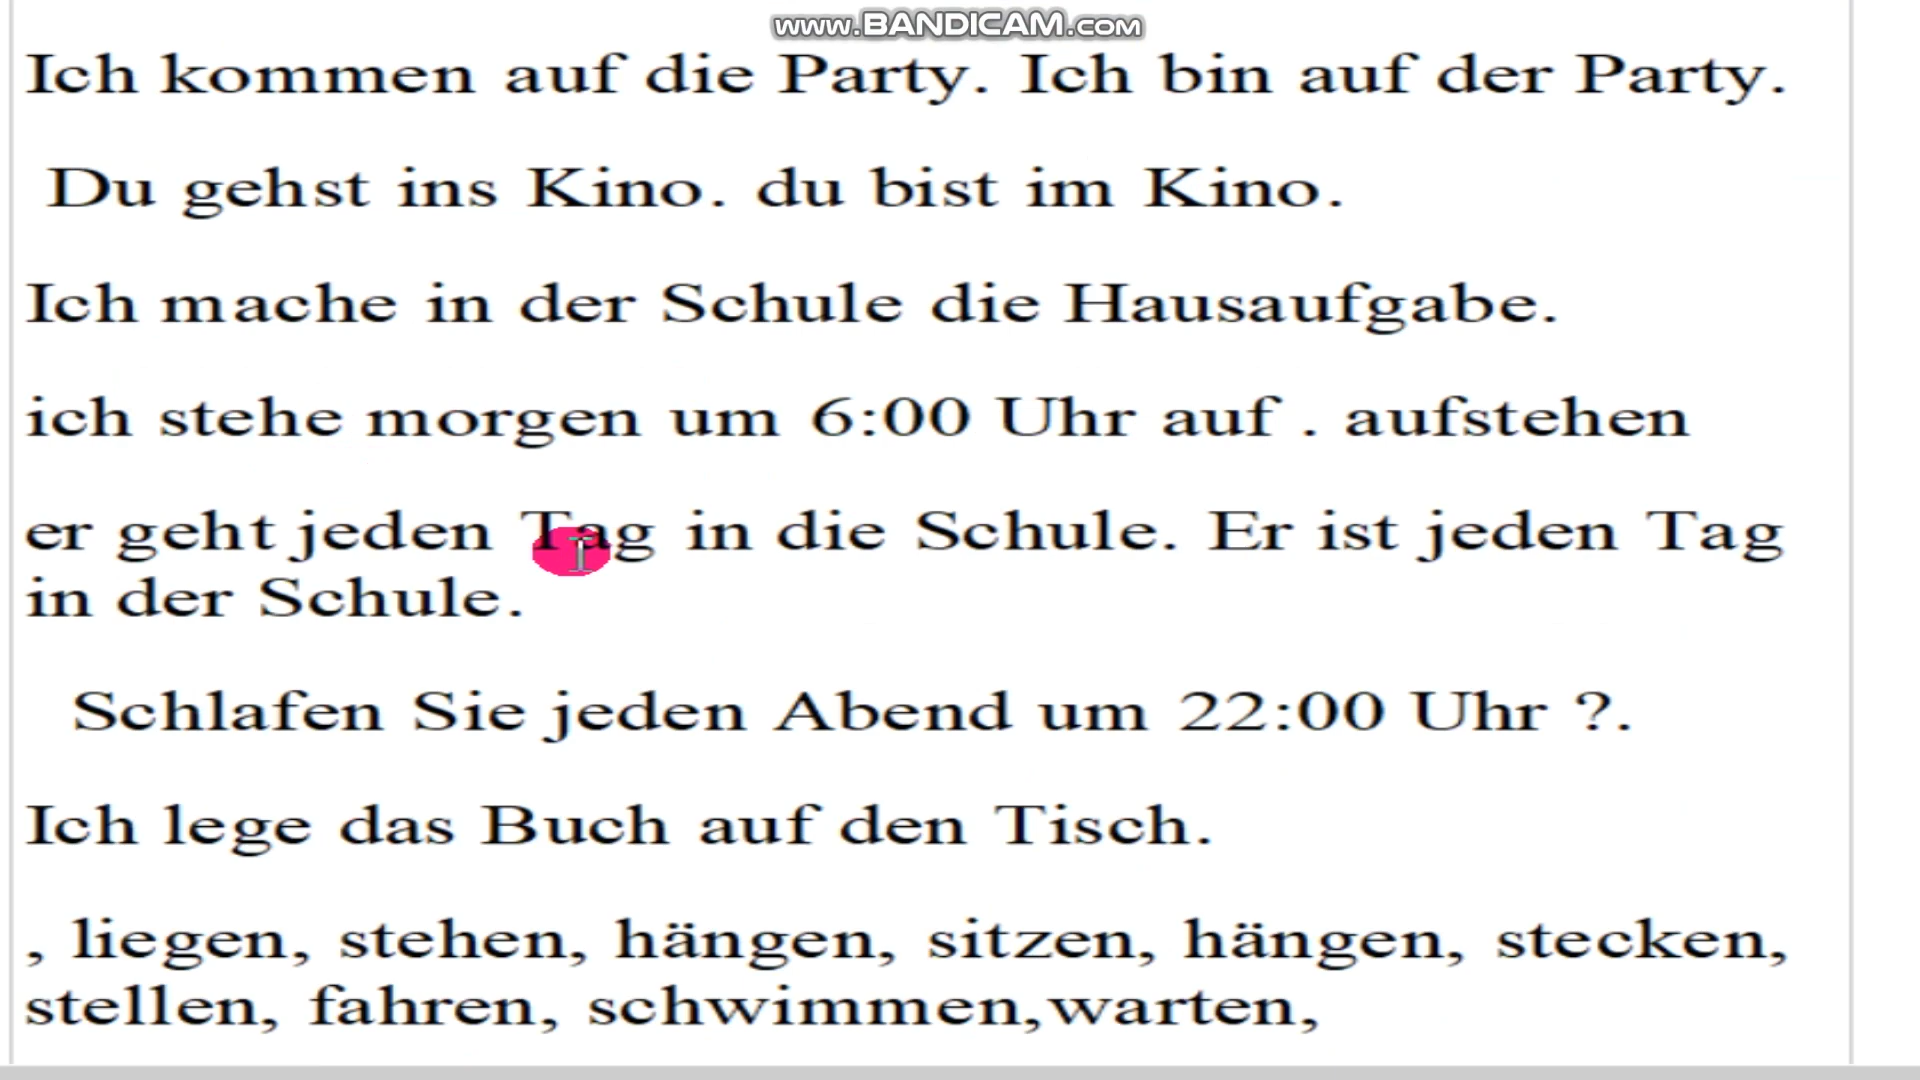 www.BANDICAM.com
Ich kommen auf die Party. Ich bin auf der Party.
Du gehst ins Kino. du bist im Kino.
Ich mache in der Schule die Hausaufgabe.
ich stehe morgen um 6:00 Uhr auf . aufstehen
er geht jeden Tag in die Schule. Er ist jeden Tag
in der Schule.
Schlafen Sie jeden Abend um 22:00 Uhr ?.
Ich lege das Buch auf den Tisch.
, liegen, stehen, hängen, sitzen, hängen, stecken,
stellen, fahren, schwimmen,warten,